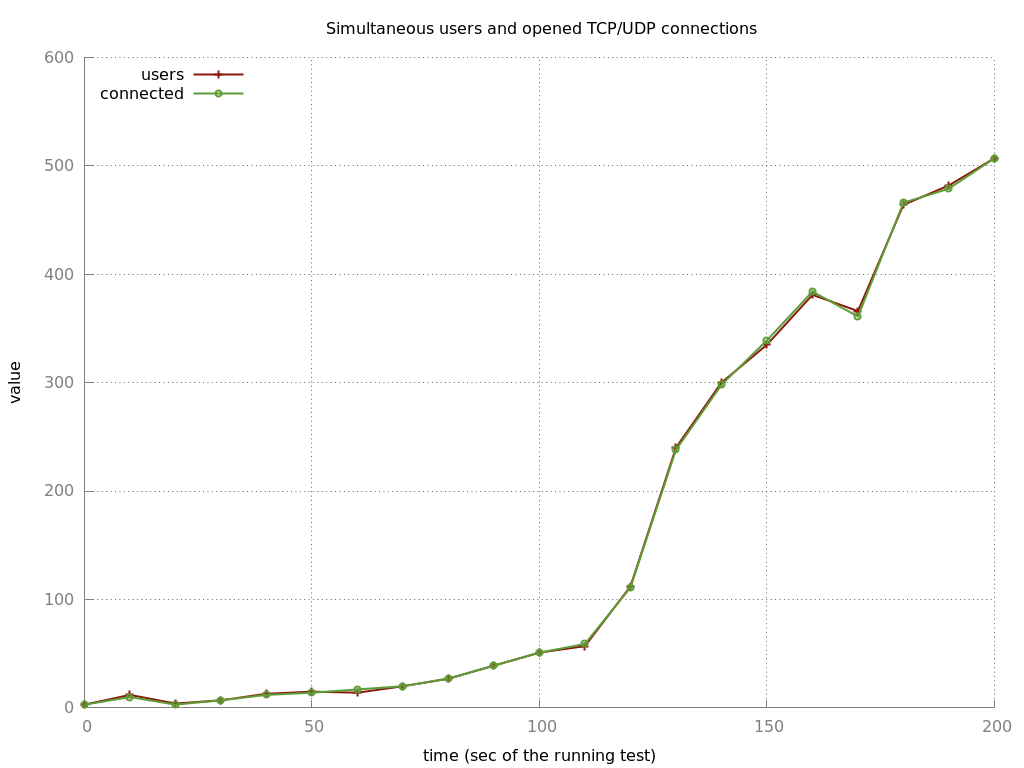 Simultaneous users and opened TCP/UDP connections
600
users
connected
500
400
300
value
200
100
0
0 50 100 150 200
time (sec of the running test)